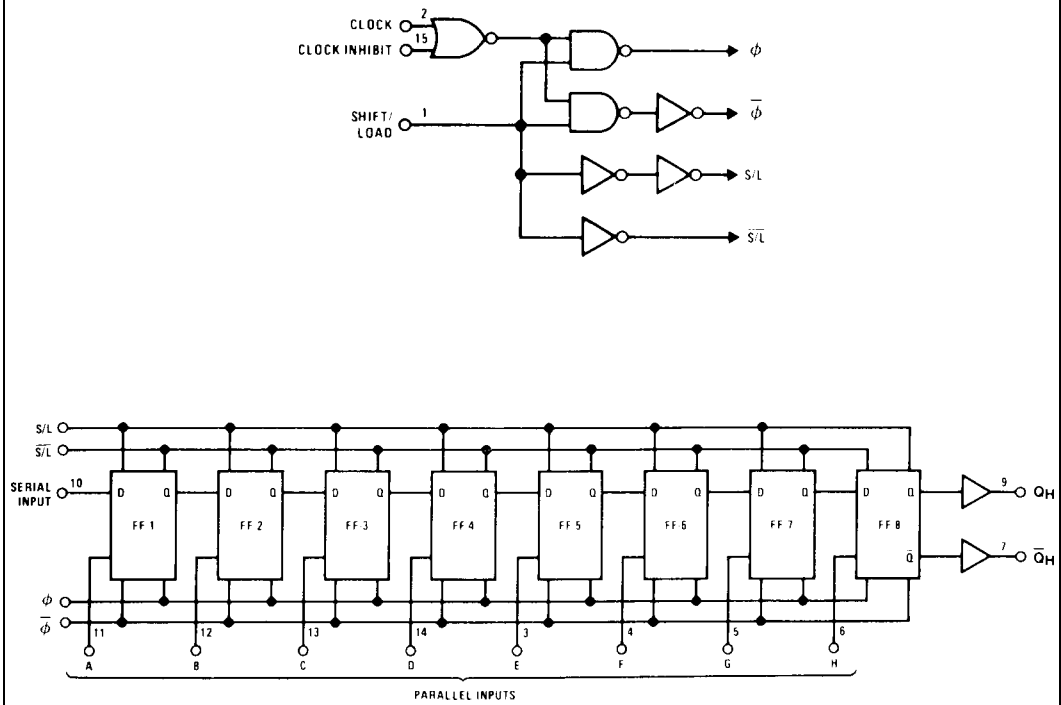 CLOCK 2
CLOCK INHIBIT 15
ϕ
SHIFT/
LOAD 1
ϕ̅
S/L
S̅/̅L̅
S/L
S̅/̅L̅
SERIAL
INPUT 10
D Q D Q D Q D Q D Q D Q D Q D Q 9 QH
FF 1 FF 2 FF 3 FF 4 FF 5 FF 6 FF 7 FF 8
Q̅ 7 Q̅H
ϕ
ϕ̅
11 12 13 14 3 4 5 6
A B C D E F G H
PARALLEL INPUTS